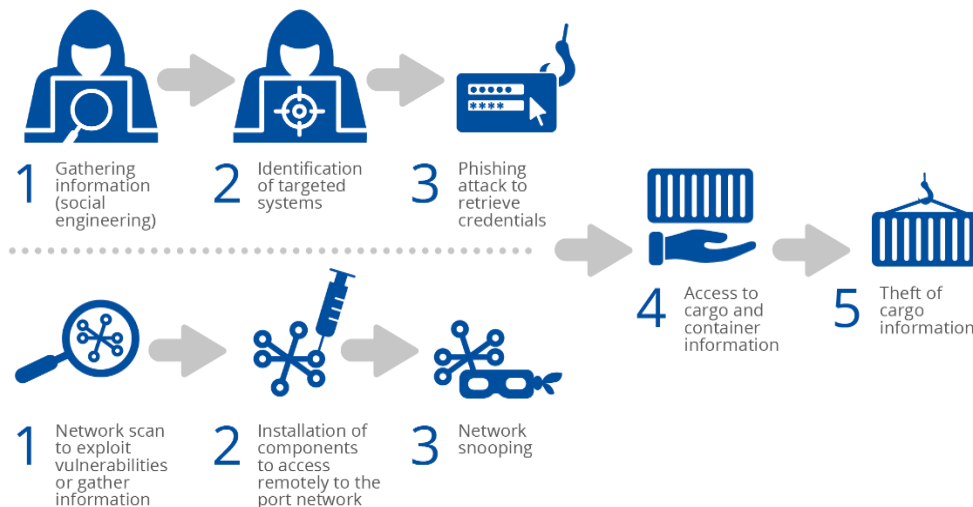 1 Gathering
information
(social
engineering)
2 Identification
of targeted
systems
3 Phishing
attack to
retrieve
credentials
1 Network scan
to exploit
vulnerabilities
or gather
information
2 Installation of
components
to access
remotely to the
port network
3 Network
snooping
4 Access to
cargo and
container
information
5 Theft of
cargo
information